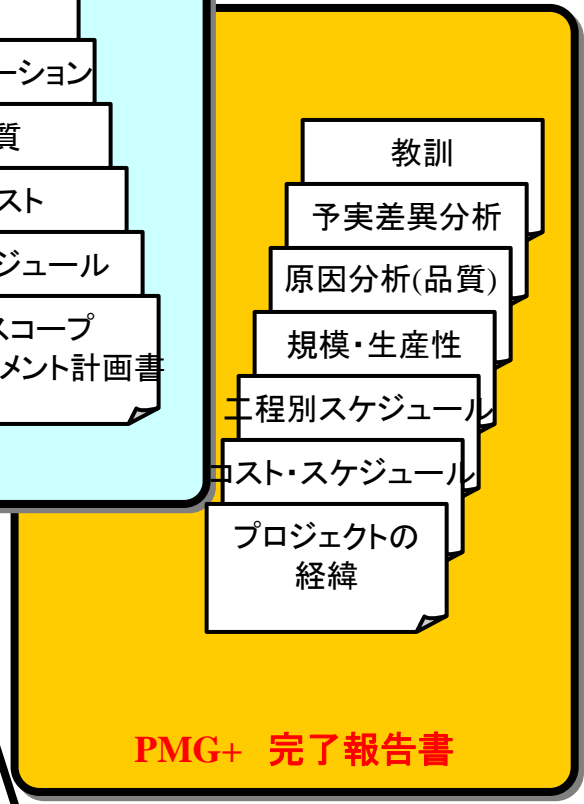 ーション
質
スト
ジュール
スコープ
メント計画書
教訓
予実差異分析
原因分析(品質)
規模・生産性
工程別スケジュール
コスト・スケジュール
プロジェクトの
経緯
PMG+ 完了報告書